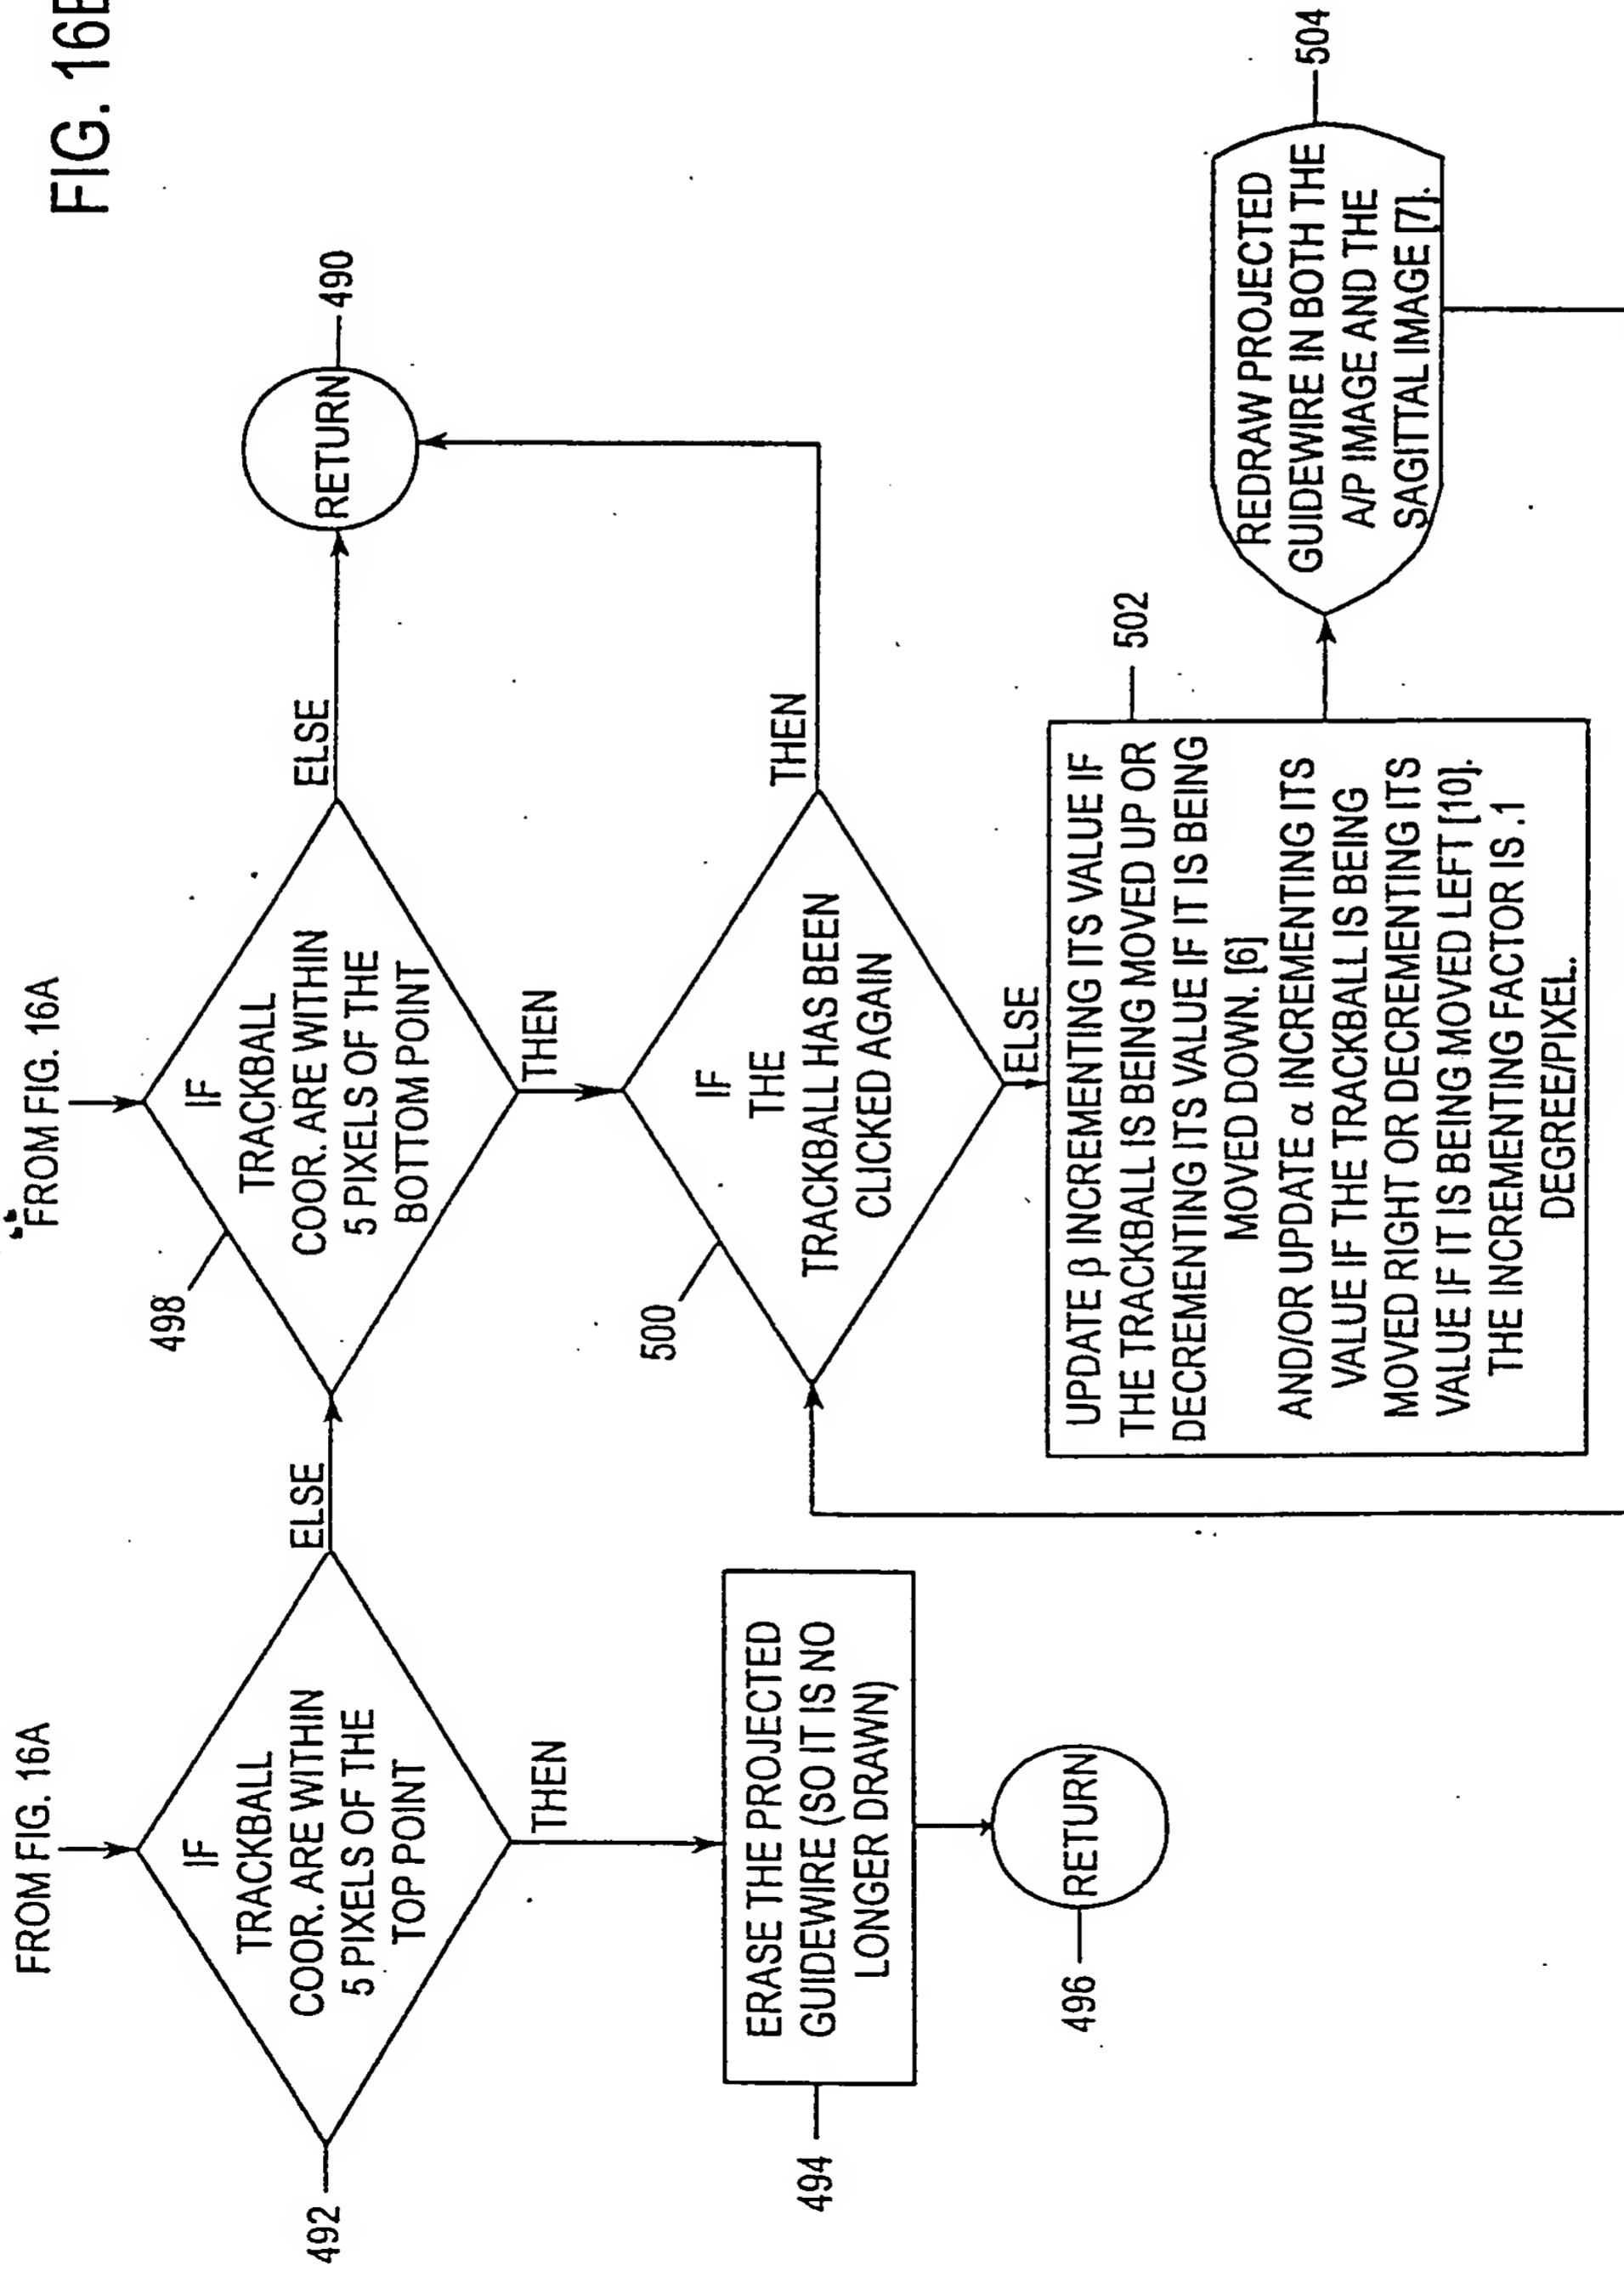 FIG. 16B
FROM FIG. 16A
IF
TRACKBALL
COOR. ARE WITHIN
5 PIXELS OF THE
TOP POINT
492
ELSE
THEN
ERASE THE PROJECTED
GUIDEWIRE (SO IT IS NO
LONGER DRAWN)
494
RETURN
496
FROM FIG. 16A
IF
TRACKBALL
COOR. ARE WITHIN
5 PIXELS OF THE
BOTTOM POINT
498
ELSE
RETURN
490
THEN
IF
THE
TRACKBALL HAS BEEN
CLICKED AGAIN
500
THEN
ELSE
UPDATE β INCREMENTING ITS VALUE IF
THE TRACKBALL IS BEING MOVED UP OR
DECREMENTING ITS VALUE IF IT IS BEING
MOVED DOWN. [6]
AND/OR UPDATE α INCREMENTING ITS
VALUE IF THE TRACKBALL IS BEING
MOVED RIGHT OR DECREMENTING ITS
VALUE IF IT IS BEING MOVED LEFT [10].
THE INCREMENTING FACTOR IS .1
DEGREE/PIXEL.
502
REDRAW PROJECTED
GUIDEWIRE IN BOTH THE
A/P IMAGE AND THE
SAGITTAL IMAGE [7].
504